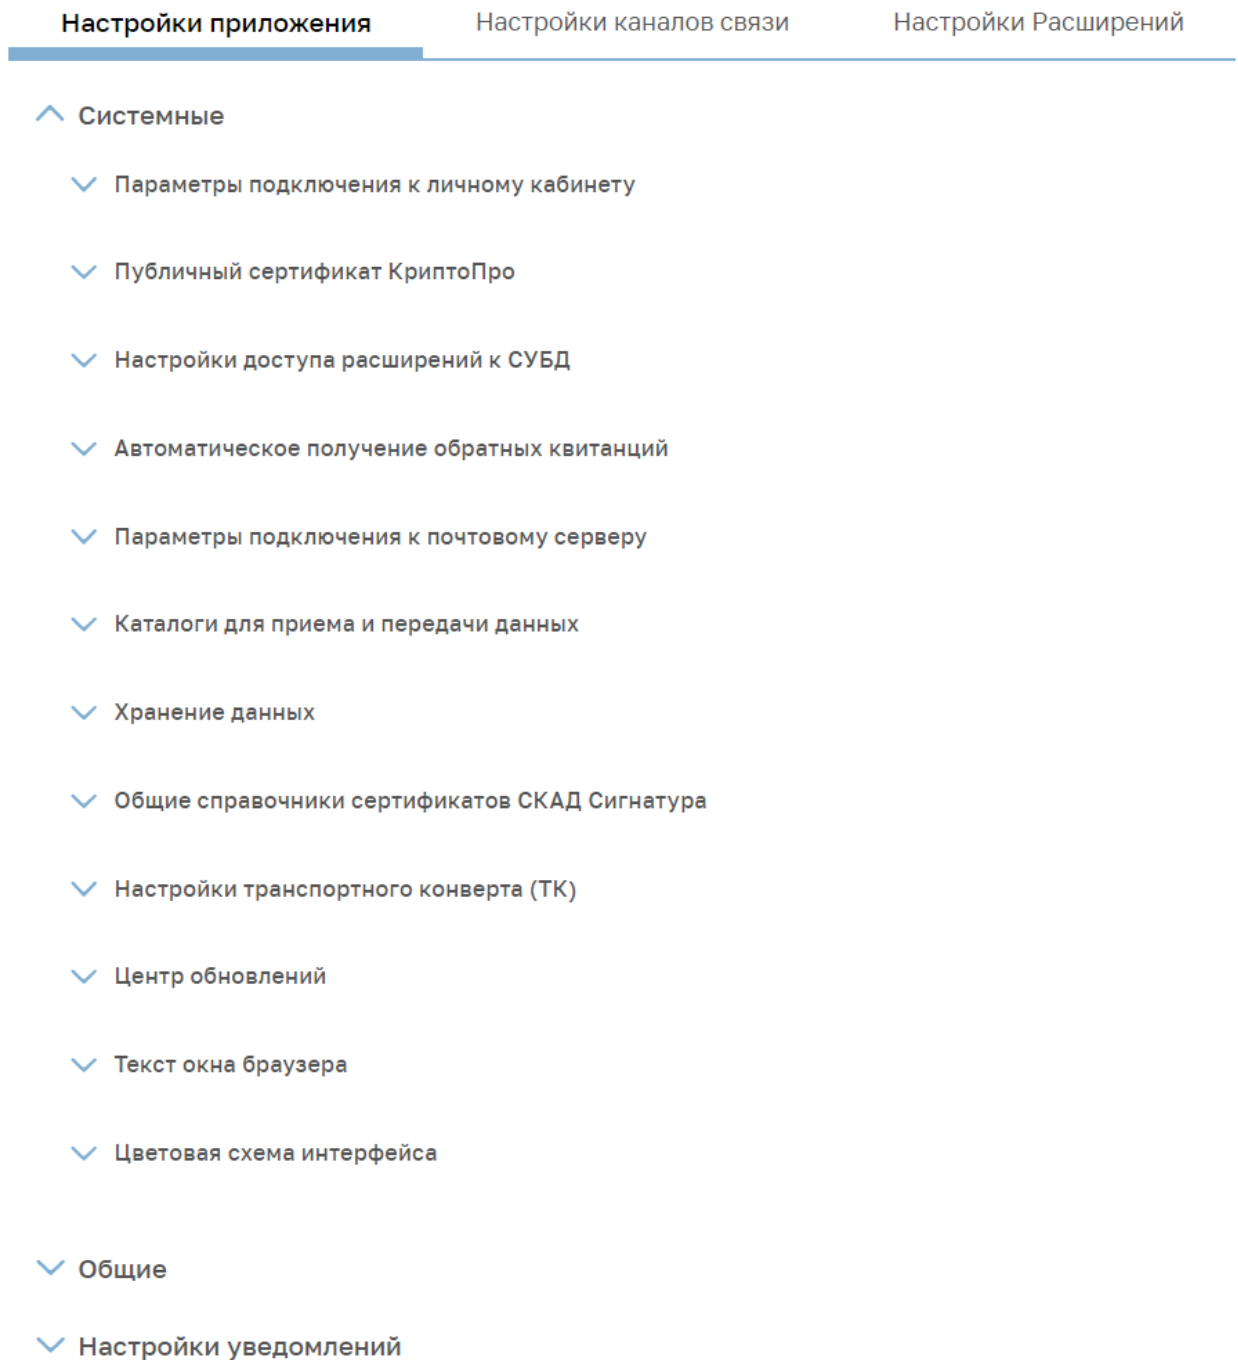 Настройки приложения Настройки каналов связи Настройки Расширений
Системные
Параметры подключения к личному кабинету
Публичный сертификат КриптоПро
Настройки доступа расширений к СУБД
Автоматическое получение обратных квитанций
Параметры подключения к почтовому серверу
Каталоги для приема и передачи данных
Хранение данных
Общие справочники сертификатов СКАД Сигнатура
Настройки транспортного конверта (ТК)
Центр обновлений
Текст окна браузера
Цветовая схема интерфейса
Общие
Настройки уведомлений